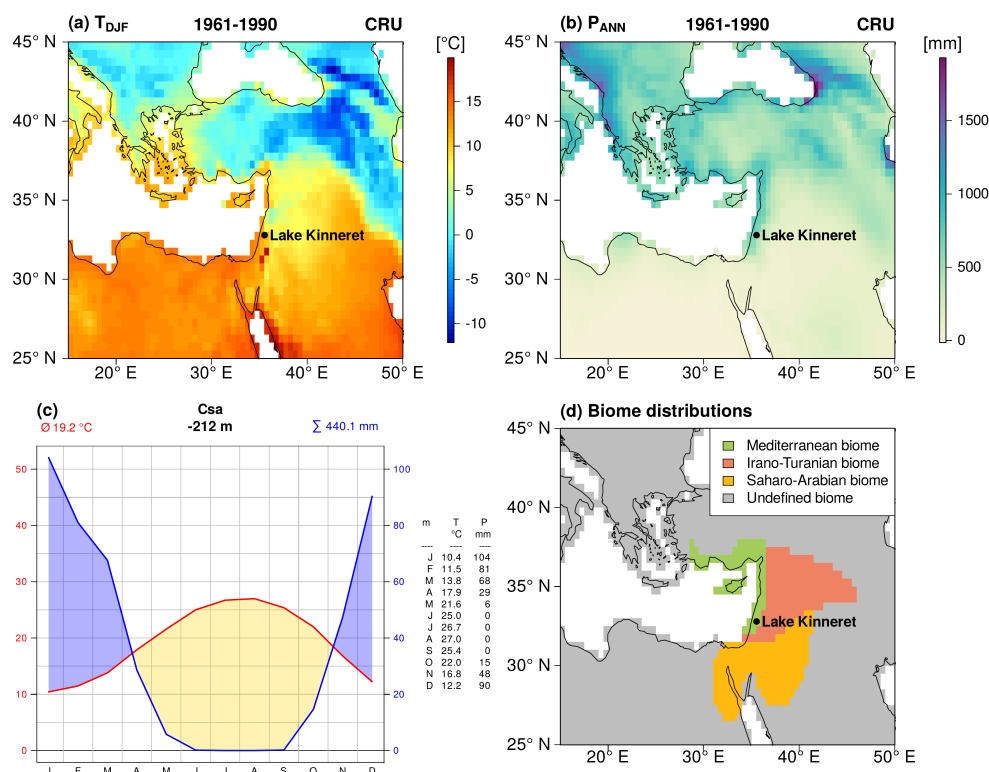 (a) T_DJF 1961-1990 CRU
[°C]
45° N
40° N
35° N
30° N
25° N
20° E 30° E 40° E 50° E
Lake Kinneret
15
10
5
0
-5
-10
(b) P_ANN 1961-1990 CRU
[mm]
45° N
40° N
35° N
30° N
25° N
20° E 30° E 40° E 50° E
Lake Kinneret
1500
1000
500
0
(c) Csa
-212 m
Ø 19.2 °C
∑ 440.1 mm
50
40
30
20
10
0
100
80
60
40
20
0
J F M A M J J A S O N D
m T P
°C mm
---- ---- ----
J 10.4 104
F 11.5 81
M 13.8 68
A 17.9 29
M 21.6 6
J 25.0 0
J 26.7 0
A 27.0 0
S 25.4 0
O 22.0 15
N 16.8 48
D 12.2 90
(d) Biome distributions
Mediterranean biome
Irano-Turanian biome
Saharo-Arabian biome
Undefined biome
45° N
40° N
35° N
30° N
25° N
20° E 30° E 40° E 50° E
Lake Kinneret